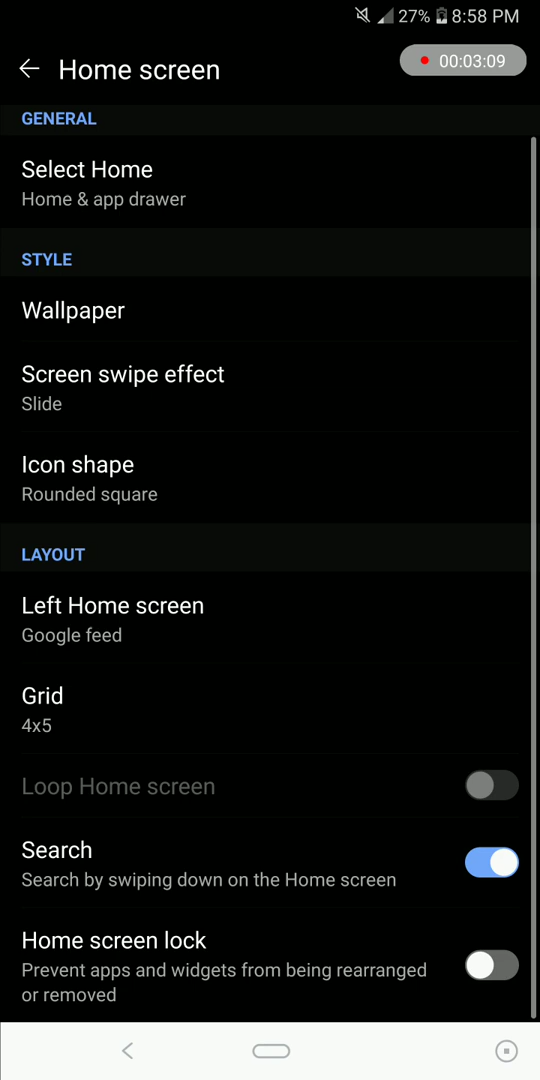 27% 8:58 PM
Home screen
00:03:09
GENERAL
Select Home
Home & app drawer
STYLE
Wallpaper
Screen swipe effect
Slide
Icon shape
Rounded square
LAYOUT
Left Home screen
Google feed
Grid
4x5
Loop Home screen
Search
Search by swiping down on the Home screen
Home screen lock
Prevent apps and widgets from being rearranged
or removed